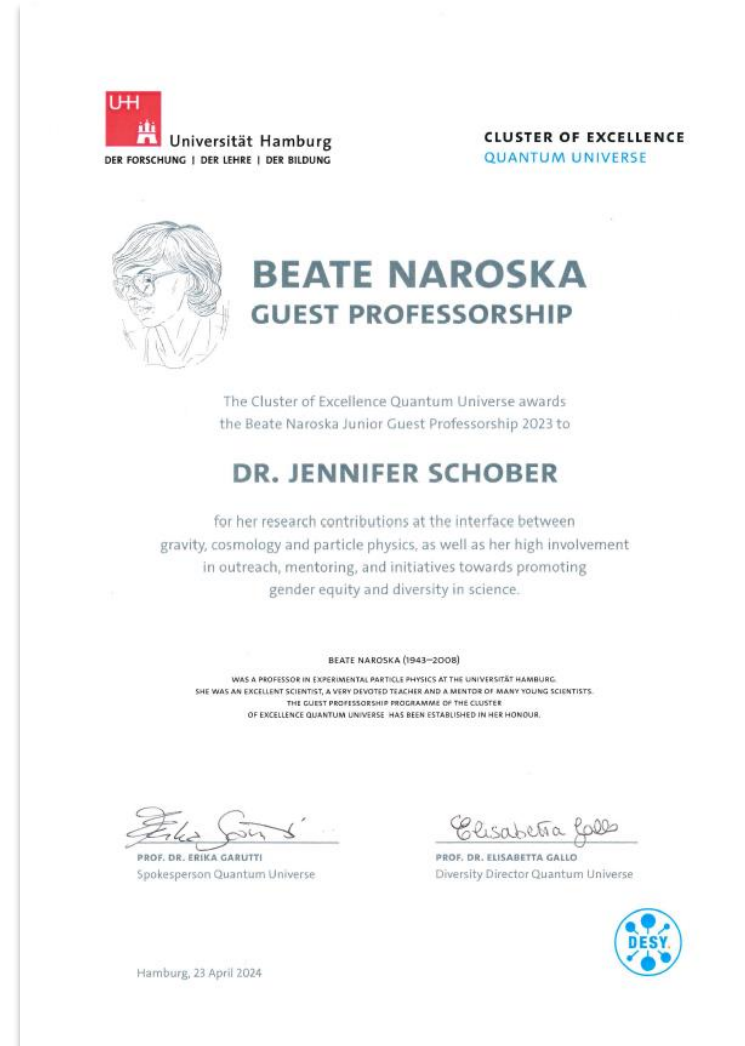 UHH
Universität Hamburg
DER FORSCHUNG | DER LEHRE | DER BILDUNG
CLUSTER OF EXCELLENCE
QUANTUM UNIVERSE
BEATE NAROSKA
GUEST PROFESSORSHIP
The Cluster of Excellence Quantum Universe awards
the Beate Naroska Junior Guest Professorship 2023 to
DR. JENNIFER SCHOBER
for her research contributions at the interface between
gravity, cosmology and particle physics, as well as her high involvement
in outreach, mentoring, and initiatives towards promoting
gender equity and diversity in science.
BEATE NAROSKA (1943–2008)
WAS A PROFESSOR IN EXPERIMENTAL PARTICLE PHYSICS AT THE UNIVERSITÄT HAMBURG.
SHE WAS AN EXCELLENT SCIENTIST, A VERY DEVOTED TEACHER AND A MENTOR OF MANY YOUNG SCIENTISTS.
THE GUEST PROFESSORSHIP PROGRAMME OF THE CLUSTER
OF EXCELLENCE QUANTUM UNIVERSE HAS BEEN ESTABLISHED IN HER HONOUR.
Elisabetta Gallo
PROF. DR. ERIKA GARUTTI
Spokesperson Quantum Universe
PROF. DR. ELISABETTA GALLO
Diversity Director Quantum Universe
DESY.
Hamburg, 23 April 2024